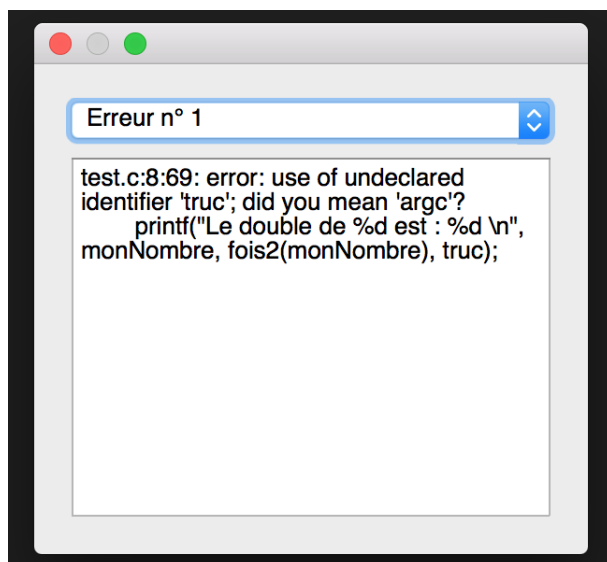 Erreur n° 1
test.c:8:69: error: use of undeclared
identifier 'truc'; did you mean 'argc'?
printf("Le double de %d est : %d \n",
monNombre, fois2(monNombre), truc);